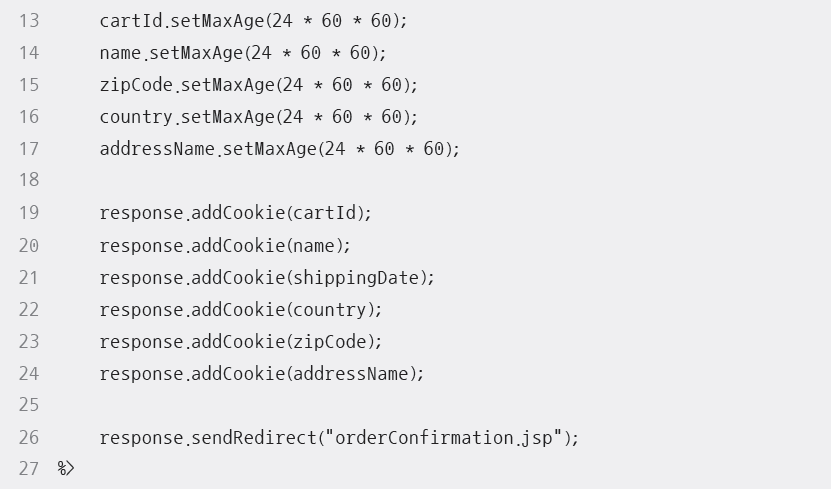 13 cartId.setMaxAge(24 * 60 * 60);
14 name.setMaxAge(24 * 60 * 60);
15 zipCode.setMaxAge(24 * 60 * 60);
16 country.setMaxAge(24 * 60 * 60);
17 addressName.setMaxAge(24 * 60 * 60);
18
19 response.addCookie(cartId);
20 response.addCookie(name);
21 response.addCookie(shippingDate);
22 response.addCookie(country);
23 response.addCookie(zipCode);
24 response.addCookie(addressName);
25
26 response.sendRedirect("orderConfirmation.jsp");
27 %>